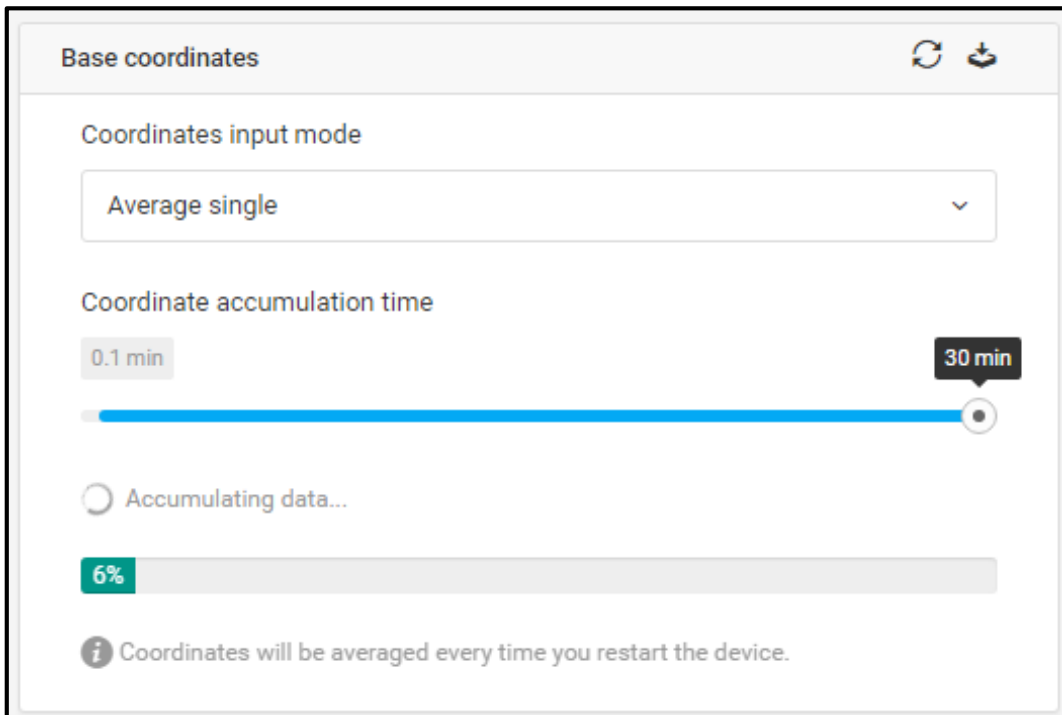 Base coordinates
Coordinates input mode
Average single
Coordinate accumulation time
0.1 min
30 min
Accumulating data...
6%
Coordinates will be averaged every time you restart the device.